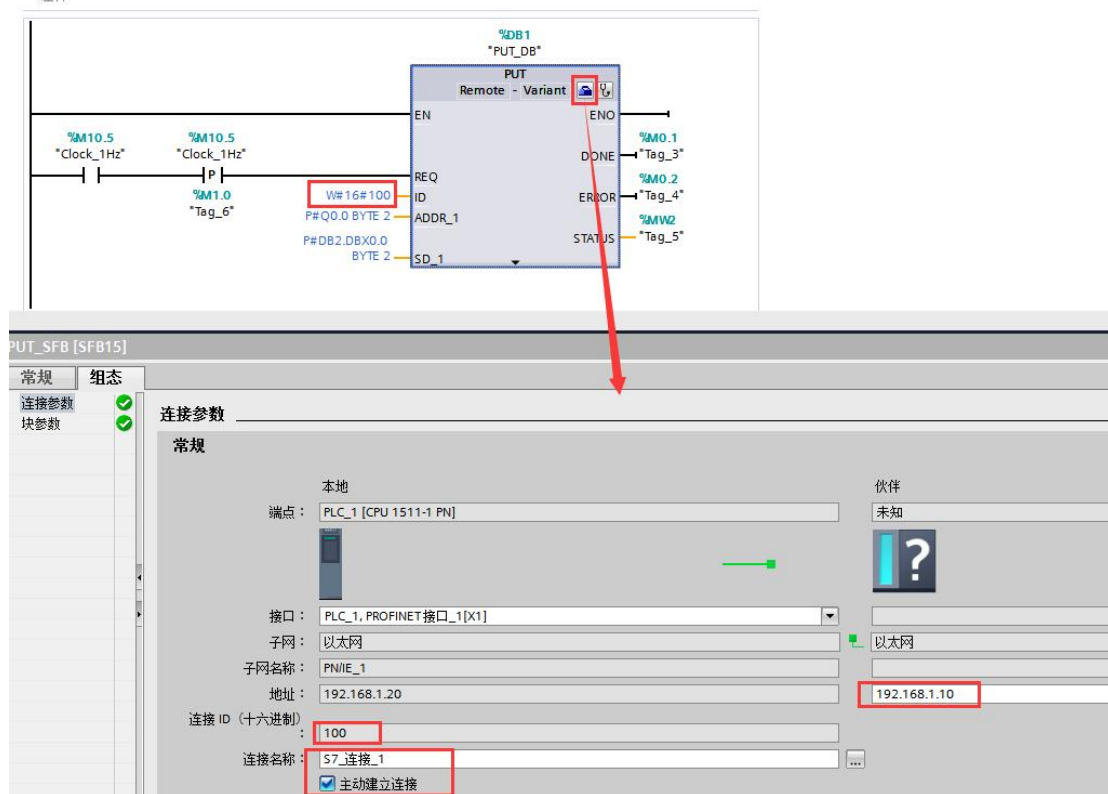 %DB1
"PUT_DB"
PUT
Remote - Variant
EN
ENO
%M10.5
"Clock_1Hz"
%M10.5
"Clock_1Hz"
P
%M1.0
"Tag_6"
%M0.1
DONE
"Tag_3"
REQ
%M0.2
W#16#100
ID
ERROR
"Tag_4"
P#Q0.0 BYTE 2
ADDR_1
%MW2
P#DB2.DBX0.0
BYTE 2
SD_1
STATUS
"Tag_5"
PUT_SFB [SFB15]
常规
组态
连接参数
块参数
连接参数
常规
本地
伙伴
端点：
PLC_1 [CPU 1511-1 PN]
未知
?
接口：
PLC_1, PROFINET接口_1[X1]
子网：
以太网
以太网
子网名称：
PN/IE_1
地址：
192.168.1.20
192.168.1.10
连接 ID（十六进制）
:
100
连接名称：
S7_连接_1
...
主动建立连接